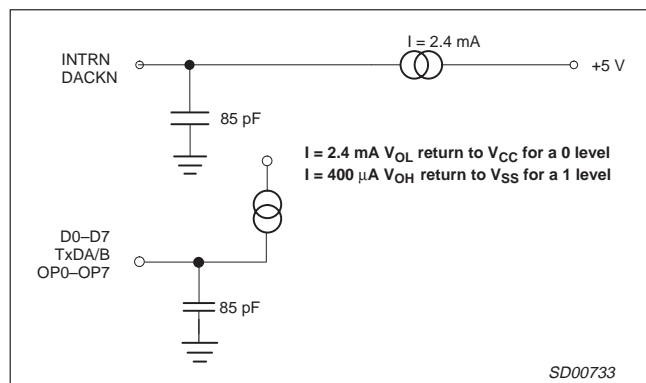 I = 2.4 mA
INTRN
DACKN
+5 V
85 pF
I = 2.4 mA VOL return to VCC for a 0 level
I = 400 μA VOH return to VSS for a 1 level
D0–D7
TxDA/B
OP0–OP7
85 pF
SD00733